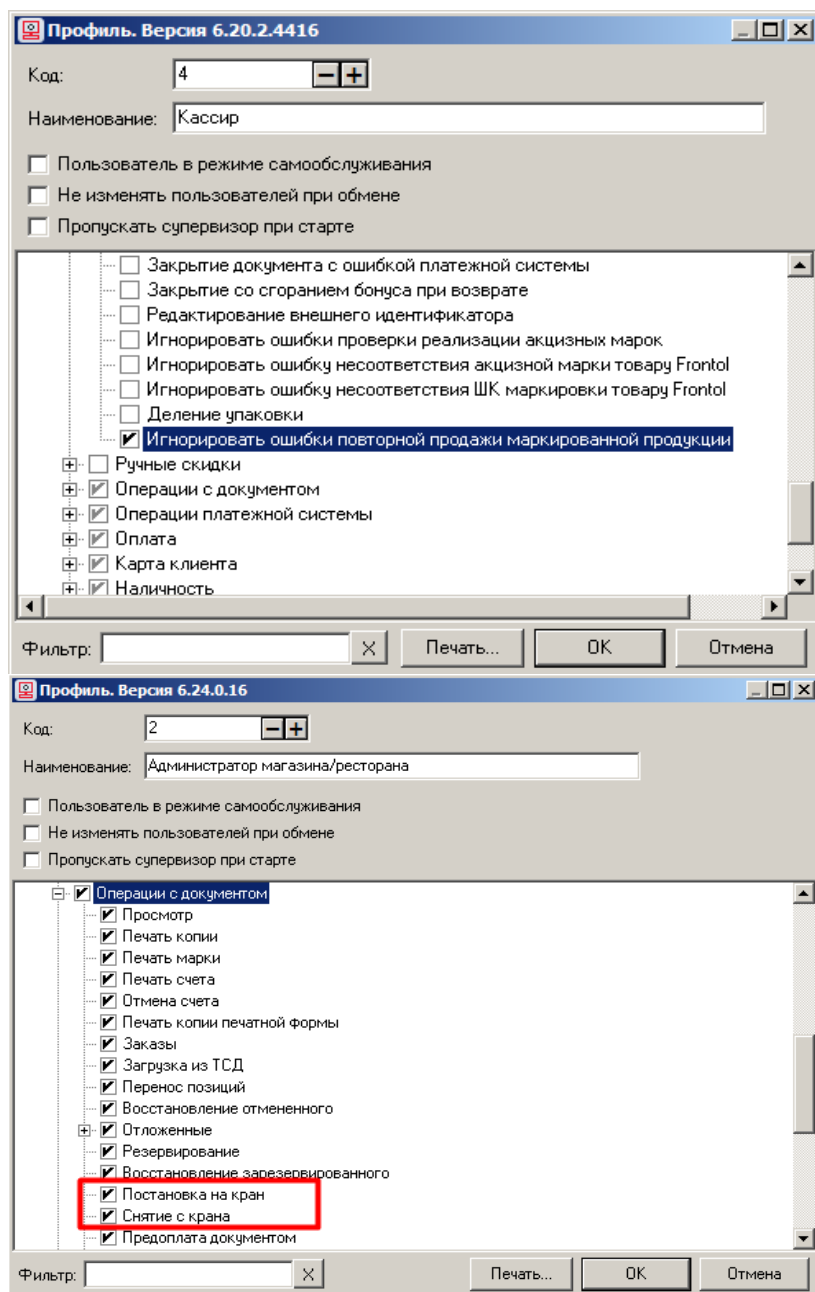 Профиль. Версия 6.20.2.4416
Код: 4
Наименование: Кассир
Пользователь в режиме самообслуживания
Не изменять пользователей при обмене
Пропускать супервизор при старте
Закрытие документа с ошибкой платежной системы
Закрытие со сгоранием бонуса при возврате
Редактирование внешнего идентификатора
Игнорировать ошибки проверки реализации акцизных марок
Игнорировать ошибку несоответствия акцизной марки товару Frontol
Игнорировать ошибку несоответствия ШК маркировки товару Frontol
Деление упаковки
Игнорировать ошибки повторной продажи маркированной продукции
Ручные скидки
Операции с документом
Операции платежной системы
Оплата
Карта клиента
Наличность
Фильтр: X Печать... OK Отмена
Профиль. Версия 6.24.0.16
Код: 2
Наименование: Администратор магазина/ресторана
Пользователь в режиме самообслуживания
Не изменять пользователей при обмене
Пропускать супервизор при старте
Операции с документом
Просмотр
Печать копии
Печать марки
Печать счета
Отмена счета
Печать копии печатной формы
Заказы
Загрузка из ТСД
Перенос позиций
Восстановление отмененного
Отложенные
Резервирование
Восстановление зарезервированного
Постановка на кран
Снятие с крана
Предоплата документом
Фильтр: X Печать... OK Отмена